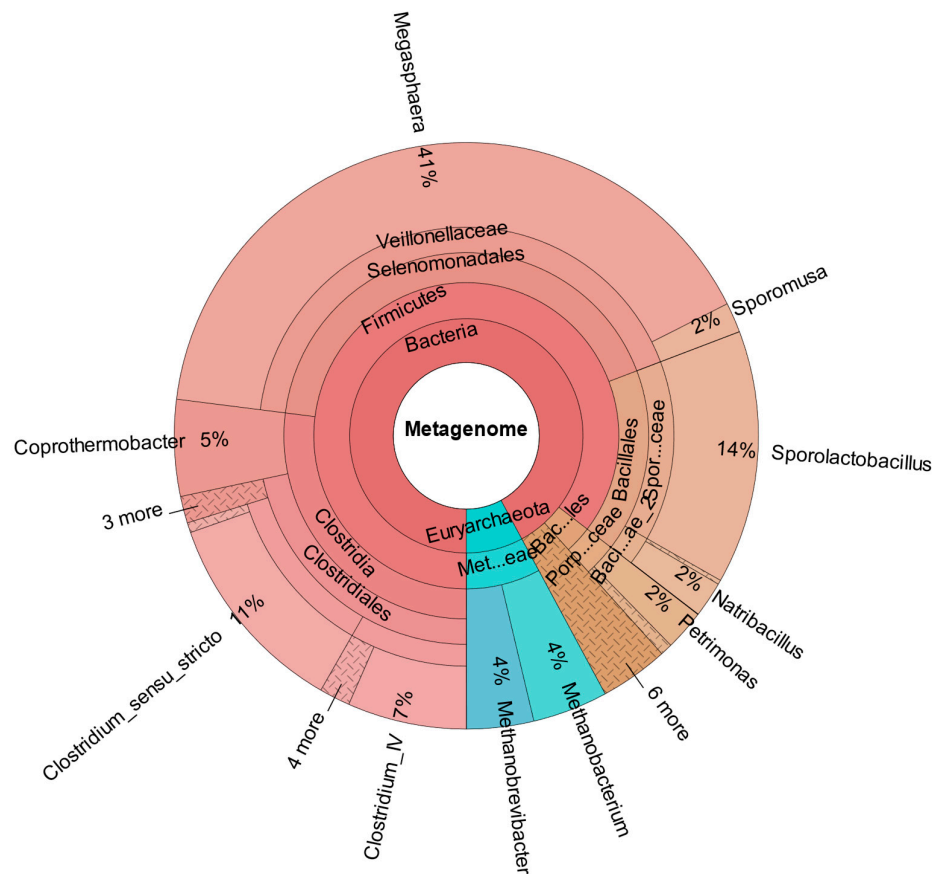 Megasphaera 41%
Veillonellaceae
Selenomonadales
Firmicutes
Bacteria
Metagenome
2% Sporomusa
14% Sporolactobacillus
Bacillales
Spor...ceae
Baci...ae_2
2% Natribacillus
Porp...ceae
2% Petrimonas
Bac...les
6 more
Euryarchaeota
Met...eae
4% Methanobacterium
4% Methanobrevibacter
Clostridium_IV 7%
4 more
Clostridium_sensu_stricto 11%
Clostridiales
Clostridia
3 more
Coprothermobacter 5%